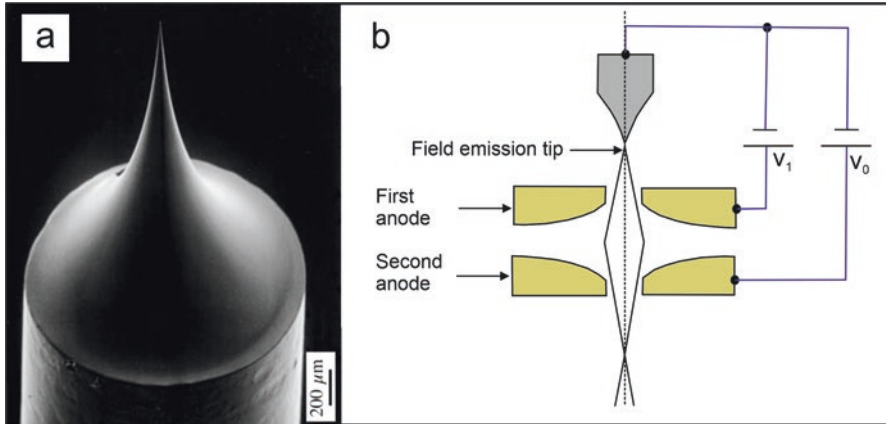 a
200 µm
b
Field emission tip
First
anode
Second
anode
V1
V0